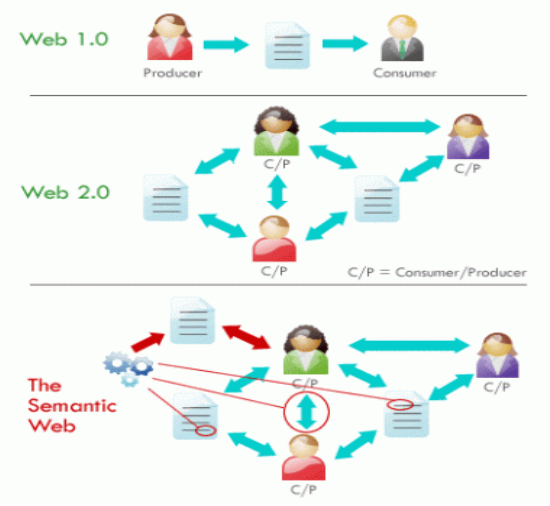 Web 1.0
Producer
Consumer
C/P
C/P
Web 2.0
C/P
C/P = Consumer/Producer
C/P
C/P
The
Semantic
Web
C/P